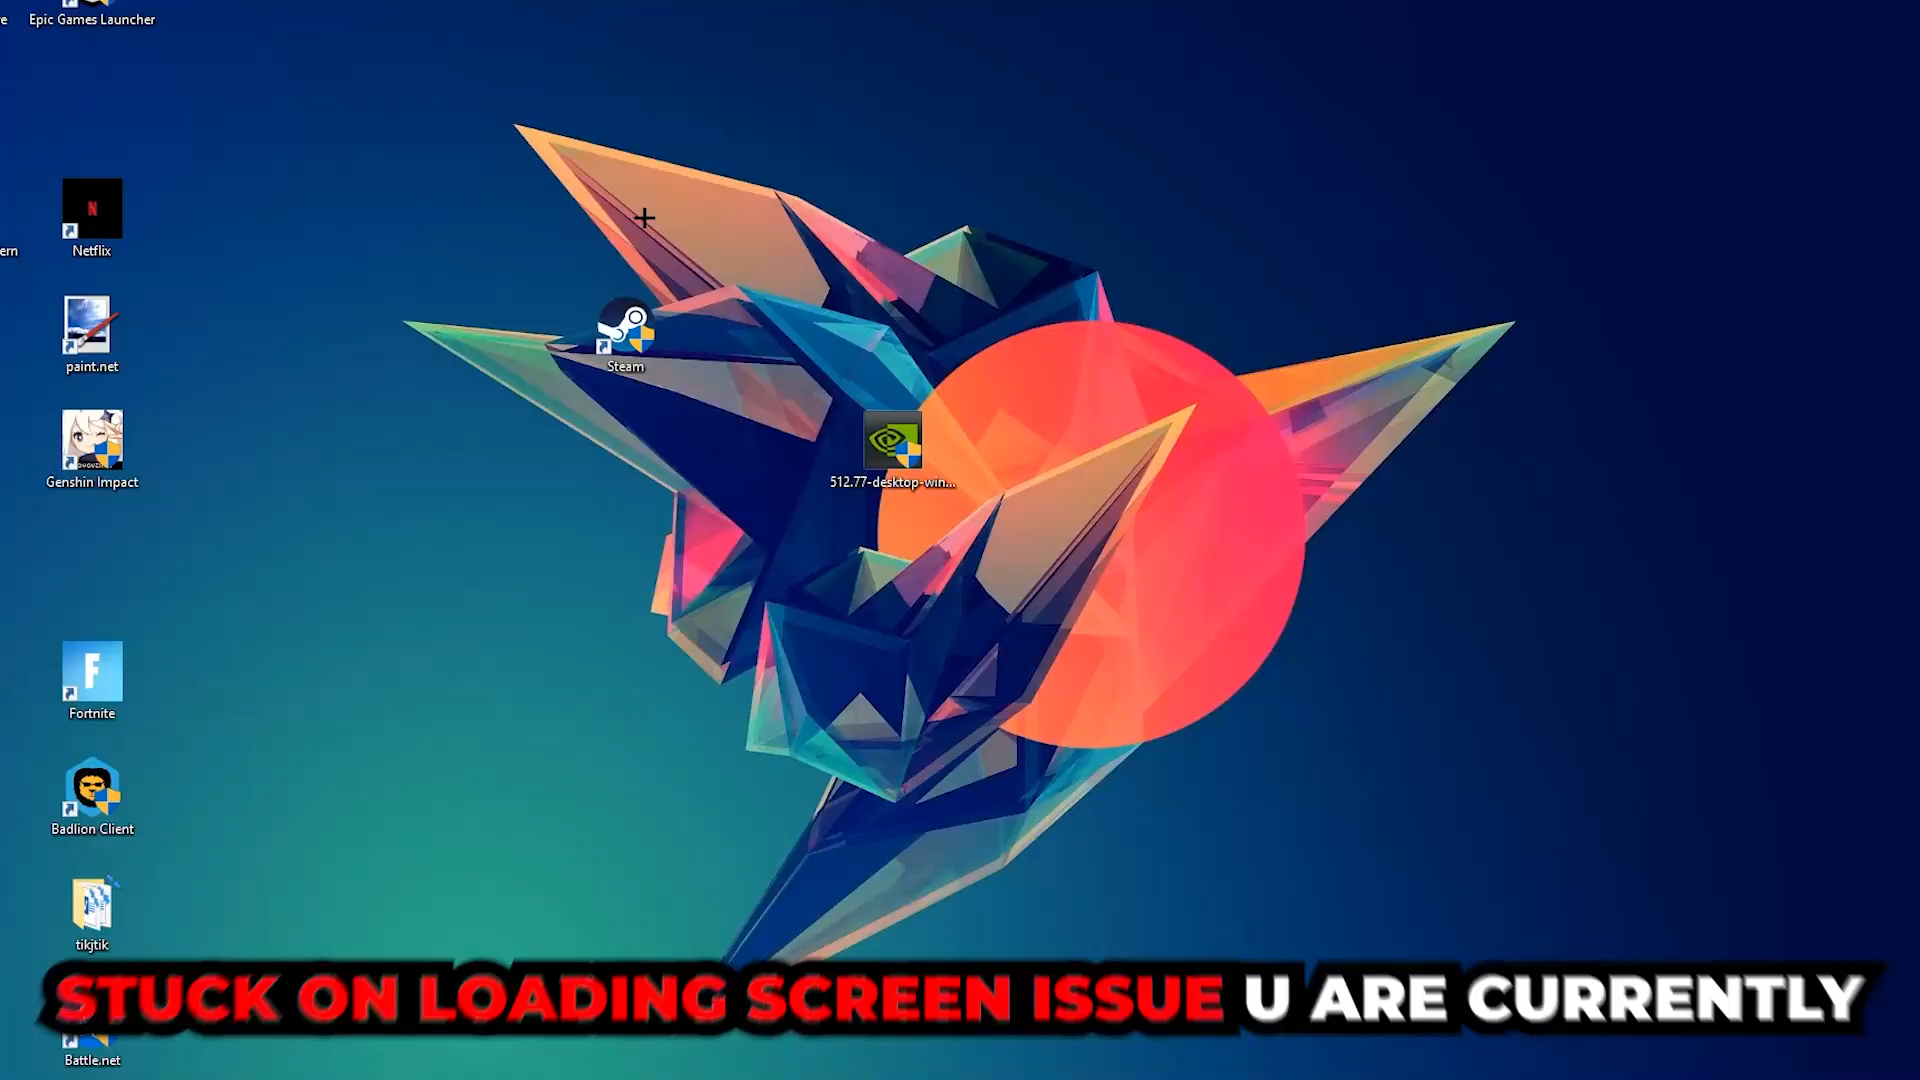 Epic Games Launcher
Netflix
ern
paint.net
Steam
Genshin Impact
512.77-desktop-win...
F
Fortnite
Badlion Client
tikjtik
STUCK ON LOADING SCREEN ISSUE U ARE CURRENTLY
Battle.net